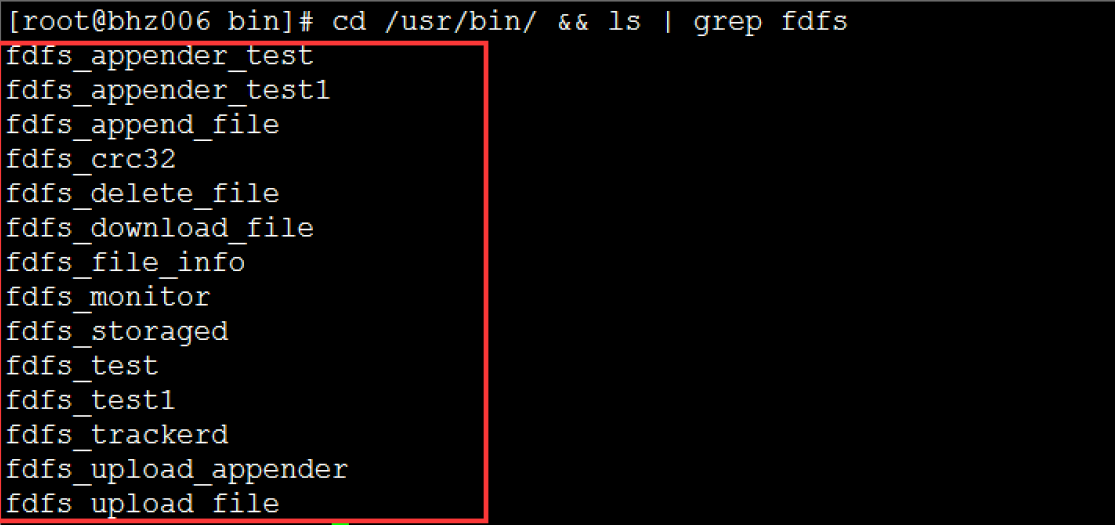 [root@bhz006 bin]# cd /usr/bin/ && ls | grep fdfs
fdfs_appender_test
fdfs_appender_test1
fdfs_append_file
fdfs_crc32
fdfs_delete_file
fdfs_download_file
fdfs_file_info
fdfs_monitor
fdfs_storaged
fdfs_test
fdfs_test1
fdfs_trackerd
fdfs_upload_appender
fdfs_upload_file